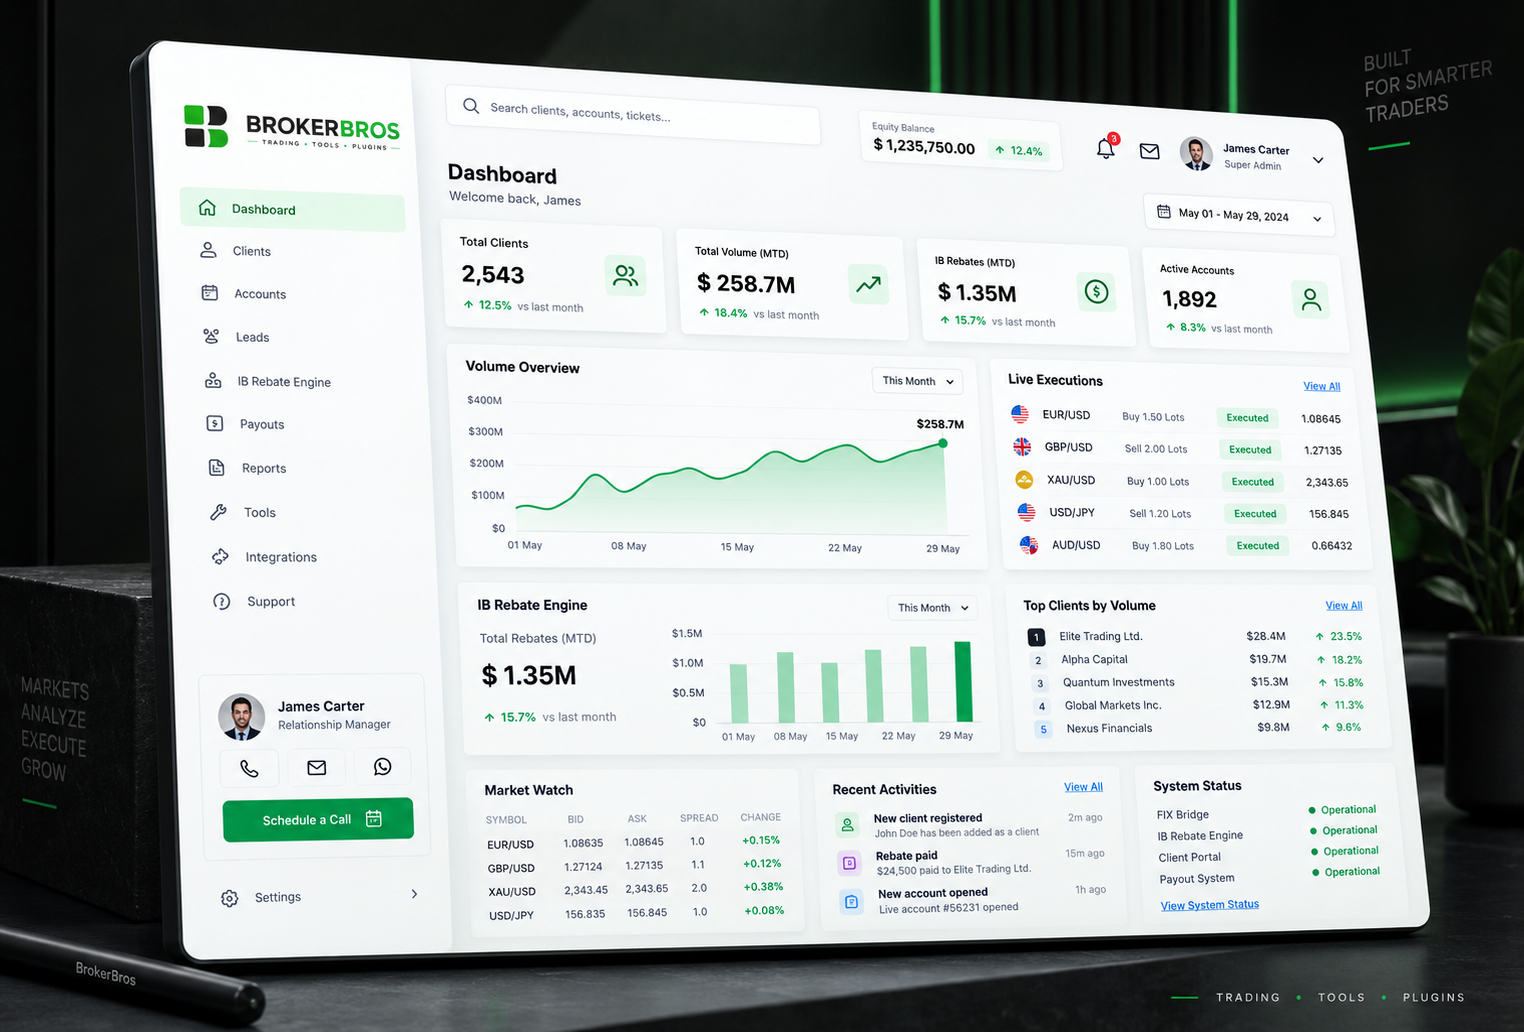 BUILT
FOR SMARTER
TRADERS
BROKERBROS
TRADING • TOOLS • PLUGINS
Search clients, accounts, tickets...
Equity Balance
$ 1,235,750.00 ↑ 12.4%
3
James Carter
Super Admin
Dashboard
Welcome back, James
May 01 - May 29, 2024
Dashboard
Clients
Accounts
Leads
IB Rebate Engine
Payouts
Reports
Tools
Integrations
Support
James Carter
Relationship Manager
Schedule a Call
Settings
Total Clients
2,543
↑ 12.5% vs last month
Total Volume (MTD)
$ 258.7M
↑ 18.4% vs last month
IB Rebates (MTD)
$ 1.35M
↑ 15.7% vs last month
Active Accounts
1,892
↑ 8.3% vs last month
Volume Overview
This Month
$400M
$300M
$200M
$100M
$0
$258.7M
01 May 08 May 15 May 22 May 29 May
Live Executions View All
EUR/USD Buy 1.50 Lots Executed 1.08645
GBP/USD Sell 2.00 Lots Executed 1.27135
XAU/USD Buy 1.00 Lots Executed 2,343.65
USD/JPY Sell 1.20 Lots Executed 156.845
AUD/USD Buy 1.80 Lots Executed 0.66432
IB Rebate Engine
This Month
Total Rebates (MTD)
$ 1.35M
↑ 15.7% vs last month
$1.5M
$1.0M
$0.5M
$0
01 May 08 May 15 May 22 May 29 May
Top Clients by Volume View All
1 Elite Trading Ltd. $28.4M ↑ 23.5%
2 Alpha Capital $19.7M ↑ 18.2%
3 Quantum Investments $15.3M ↑ 15.8%
4 Global Markets Inc. $12.9M ↑ 11.3%
5 Nexus Financials $9.8M ↑ 9.6%
Market Watch
SYMBOL BID ASK SPREAD CHANGE
EUR/USD 1.08635 1.08645 1.0 +0.15%
GBP/USD 1.27124 1.27135 1.1 +0.12%
XAU/USD 2,343.45 2,343.65 2.0 +0.38%
USD/JPY 156.835 156.845 1.0 +0.08%
Recent Activities View All
New client registered 2m ago
John Doe has been added as a client
Rebate paid 15m ago
$24,500 paid to Elite Trading Ltd.
New account opened 1h ago
Live account #56231 opened
System Status
FIX Bridge Operational
IB Rebate Engine Operational
Client Portal Operational
Payout System Operational
View System Status
MARKETS
ANALYZE
EXECUTE
GROW
BrokerBros
TRADING • TOOLS • PLUGINS